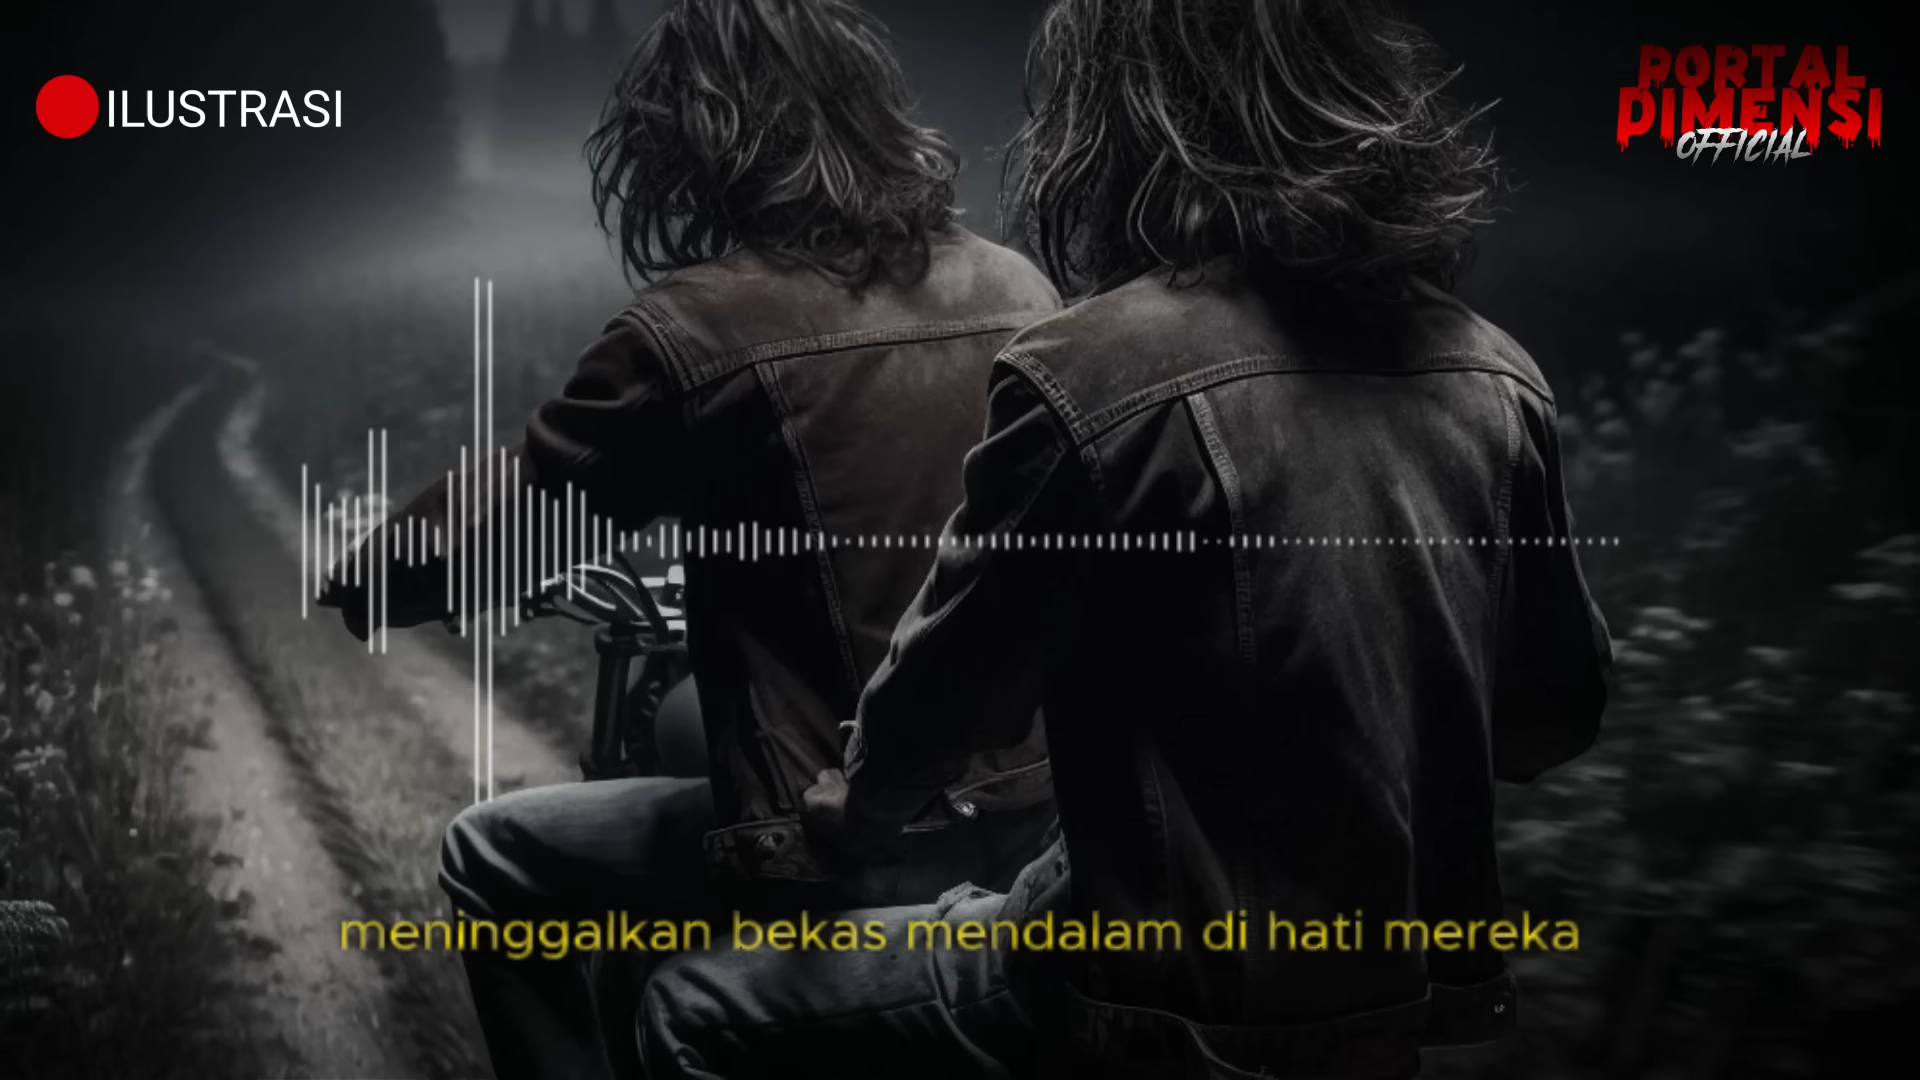 ILUSTRASI
PORTAL
DIMENSI
OFFICIAL
meninggalkan bekas mendalam di hati mereka